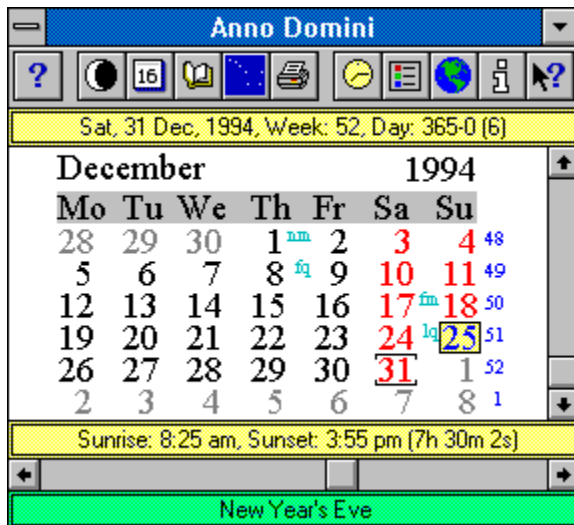 Anno Domini
? 16 i ?
Sat, 31 Dec, 1994, Week: 52, Day: 365-0 (6)
December 1994
Mo Tu We Th Fr Sa Su
28 29 30 1 nm 2 3 4 48
5 6 7 8 fq 9 10 11 49
12 13 14 15 16 17 fm 18 50
19 20 21 22 23 24 lq 25 51
26 27 28 29 30 31 1 52
2 3 4 5 6 7 8 1
Sunrise: 8:25 am, Sunset: 3:55 pm (7h 30m 2s)
New Year's Eve